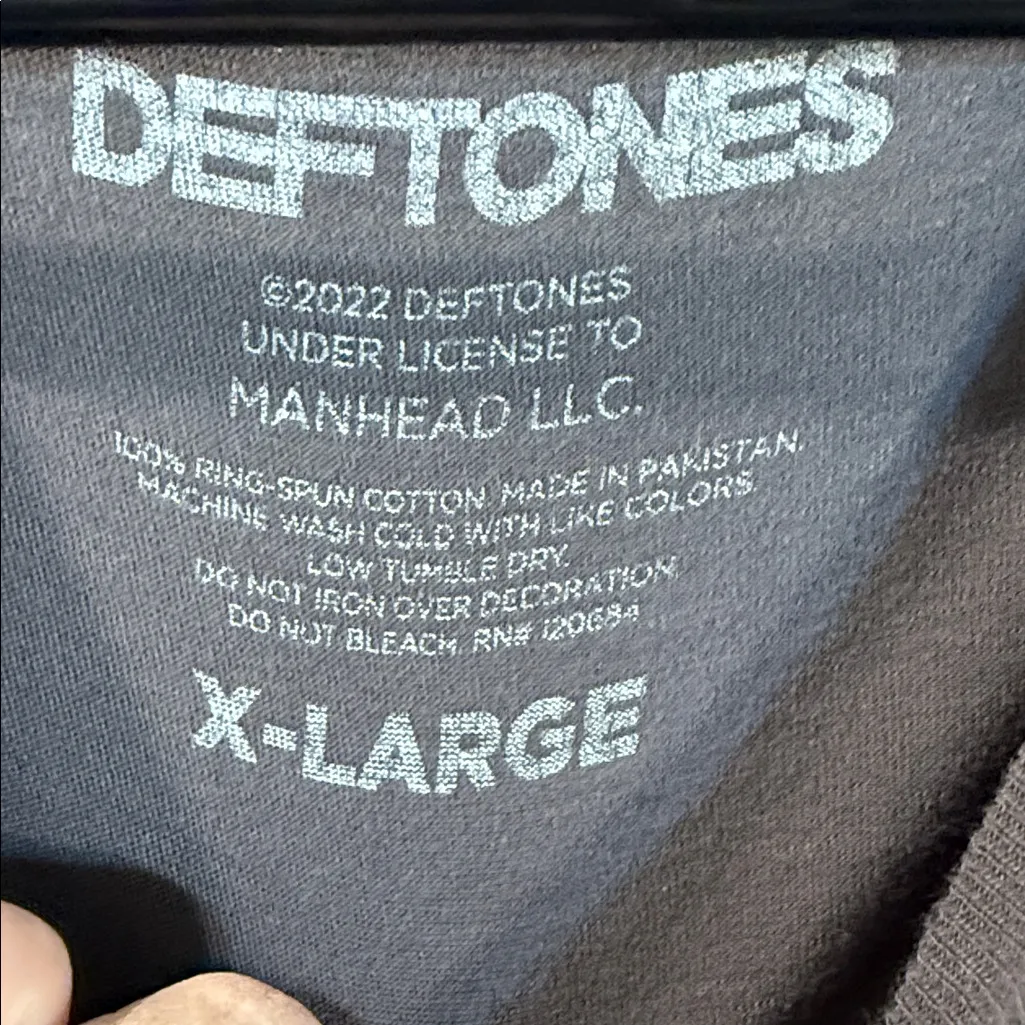 DEFTONES
©2022 DEFTONES
UNDER LICENSE TO
MANHEAD LLC.
100% RING-SPUN COTTON. MADE IN PAKISTAN.
MACHINE WASH COLD WITH LIKE COLORS.
LOW TUMBLE DRY.
DO NOT IRON OVER DECORATION.
DO NOT BLEACH. RN# 120684
X-LARGE